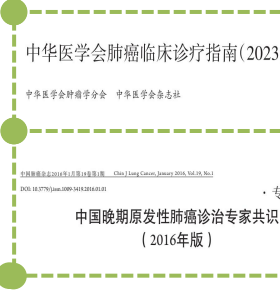 中华医学会肺癌临床诊疗指南(2023
中华医学会肿瘤学分会 中华医学会杂志社
中国肺癌杂志2016年1月第19卷第1期 Chin J Lung Cancer, January 2016, Vol.19, No.1
DOI: 10.3779/j.issn.1009-3419.2016.01.01
·专
中国晚期原发性肺癌诊治专家共识
（2016年版）